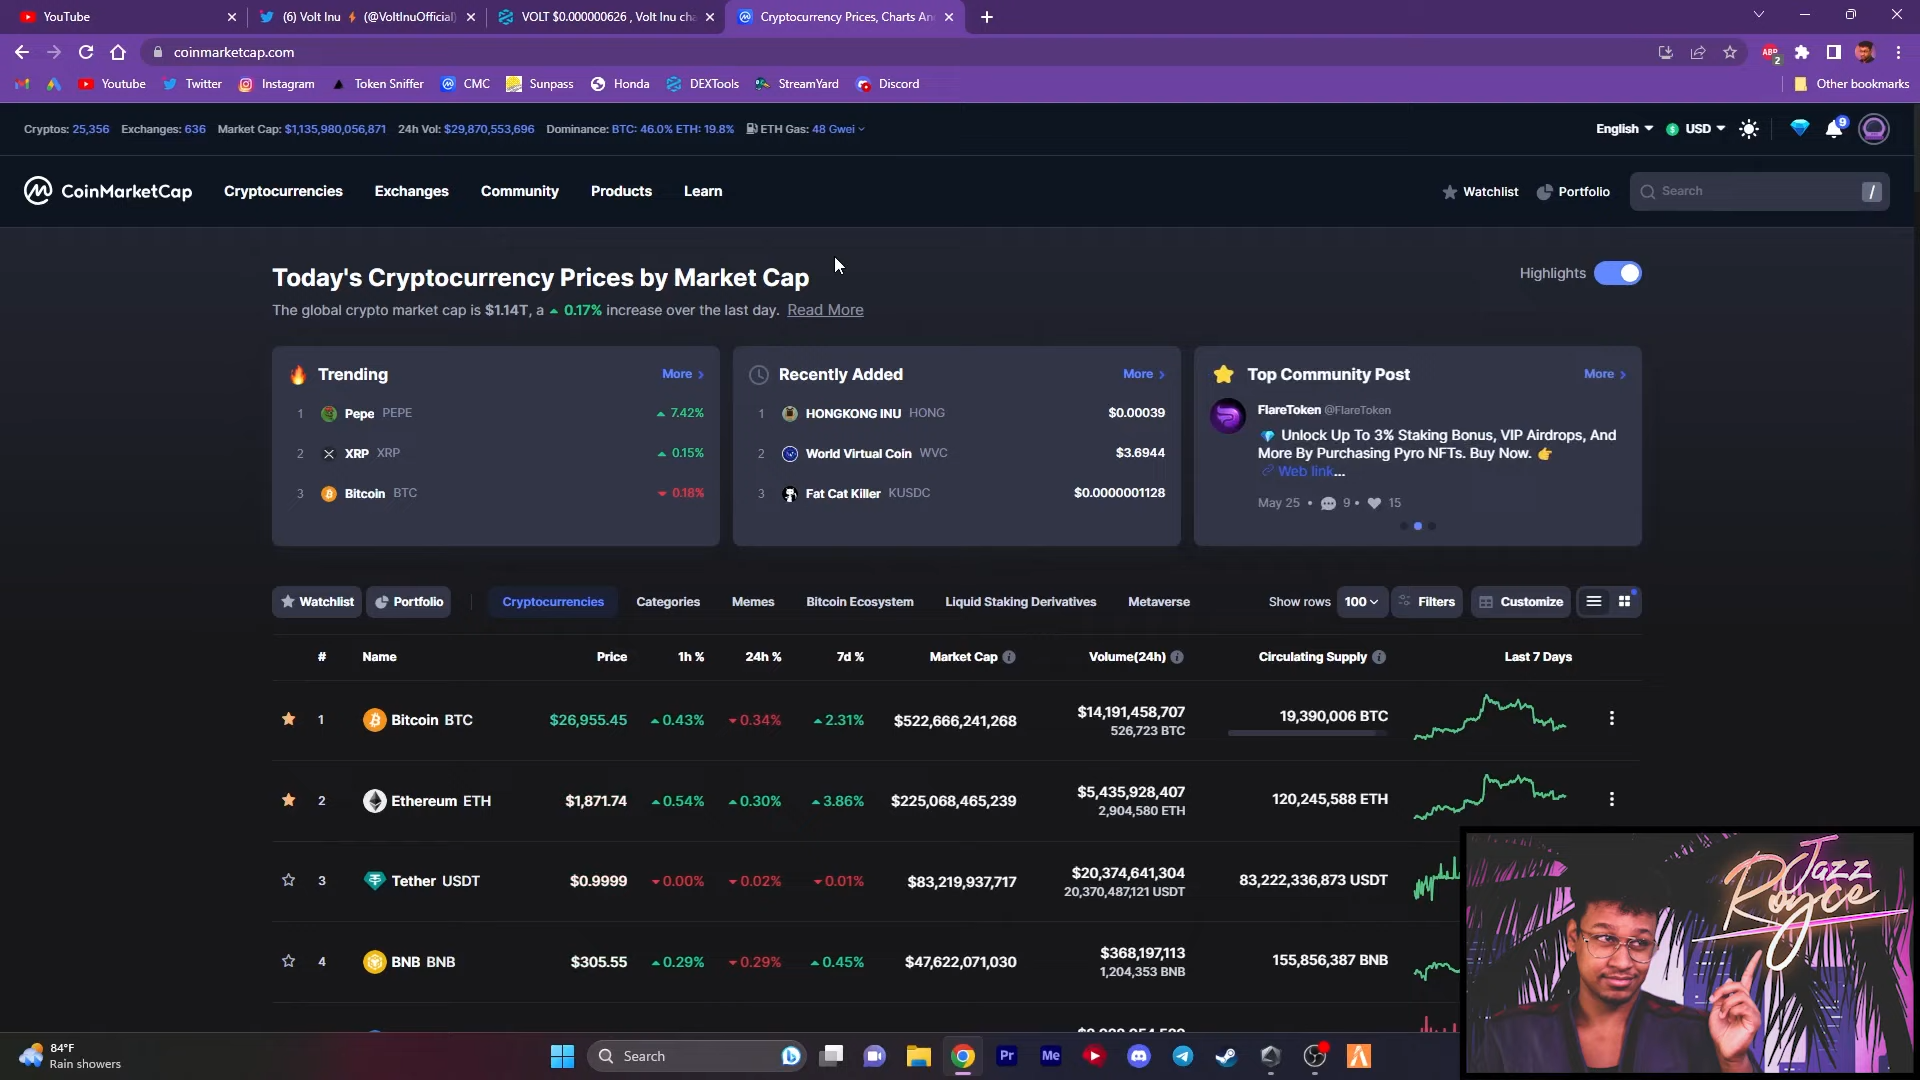 YouTube
(6) Volt Inu ⚡ (@VoltInuOfficial)
VOLT $0.000000626 , Volt Inu ch
Cryptocurrency Prices, Charts An
coinmarketcap.com
ABP 2
Youtube Twitter Instagram Token Sniffer CMC Sunpass Honda DEXTools StreamYard Discord Other bookmarks
Cryptos: 25,356 Exchanges: 636 Market Cap: $1,135,980,056,871 24h Vol: $29,870,553,696 Dominance: BTC: 46.0% ETH: 19.8% ETH Gas: 48 Gwei
English USD 9
CoinMarketCap Cryptocurrencies Exchanges Community Products Learn Watchlist Portfolio Search /
Today's Cryptocurrency Prices by Market Cap
Highlights
The global crypto market cap is $1.14T, a 0.17% increase over the last day. Read More
Trending More
1 Pepe PEPE 7.42%
2 XRP XRP 0.15%
3 Bitcoin BTC 0.18%
Recently Added More
1 HONGKONG INU HONG $0.00039
2 World Virtual Coin WVC $3.6944
3 Fat Cat Killer KUSDC $0.0000001128
Top Community Post More
FlareToken @FlareToken
💎 Unlock Up To 3% Staking Bonus, VIP Airdrops, And
More By Purchasing Pyro NFTs. Buy Now. 👉
Web link...
May 25 • 9 • 15
Watchlist Portfolio Cryptocurrencies Categories Memes Bitcoin Ecosystem Liquid Staking Derivatives Metaverse Show rows 100 Filters Customize
# Name Price 1h % 24h % 7d % Market Cap Volume(24h) Circulating Supply Last 7 Days
1 Bitcoin BTC $26,955.45 0.43% 0.34% 2.31% $522,666,241,268 $14,191,458,707 19,390,006 BTC
526,723 BTC
2 Ethereum ETH $1,871.74 0.54% 0.30% 3.86% $225,068,465,239 $5,435,928,407 120,245,588 ETH
2,904,580 ETH
3 Tether USDT $0.9999 0.00% 0.02% 0.01% $83,219,937,717 $20,374,641,304 83,222,336,873 USDT
20,370,487,121 USDT
4 BNB BNB $305.55 0.29% 0.29% 0.45% $47,622,071,030 $368,197,113 155,856,387 BNB
1,204,353 BNB
Jazz
Royce
84°F
Rain showers
Search
Pr
Me